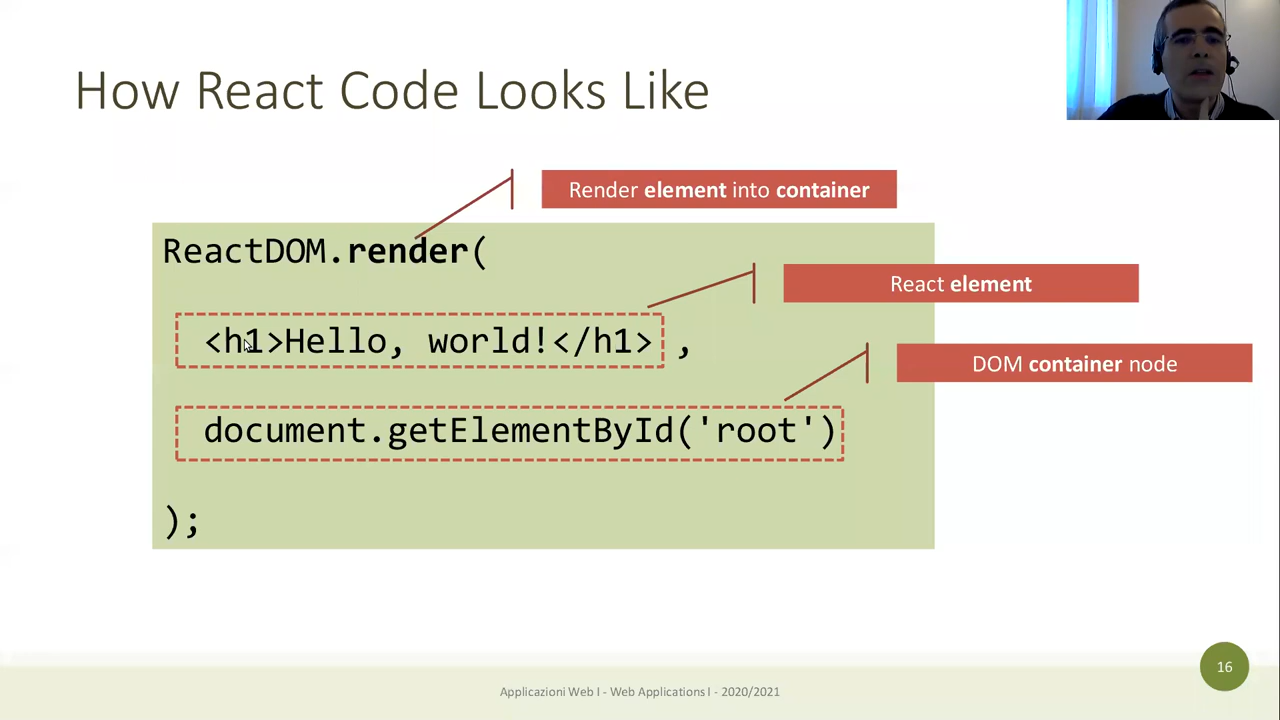 How React Code Looks Like
Render element into container
ReactDOM.render(
React element
<h1>Hello, world!</h1> ,
DOM container node
document.getElementById('root')
);
16
Applicazioni Web I - Web Applications I - 2020/2021